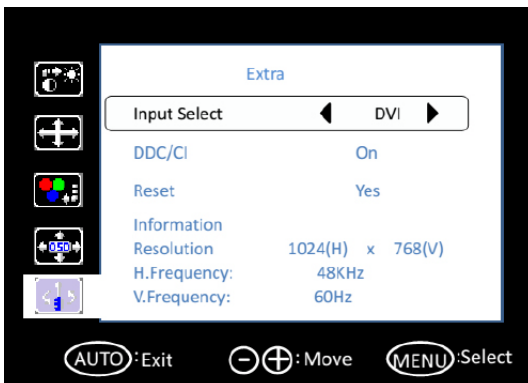 Extra
Input Select DVI
DDC/CI On
Reset Yes
Information
Resolution 1024(H) x 768(V)
H.Frequency: 48KHz
V.Frequency: 60Hz
OSD
AUTO : Exit : Move MENU :Select